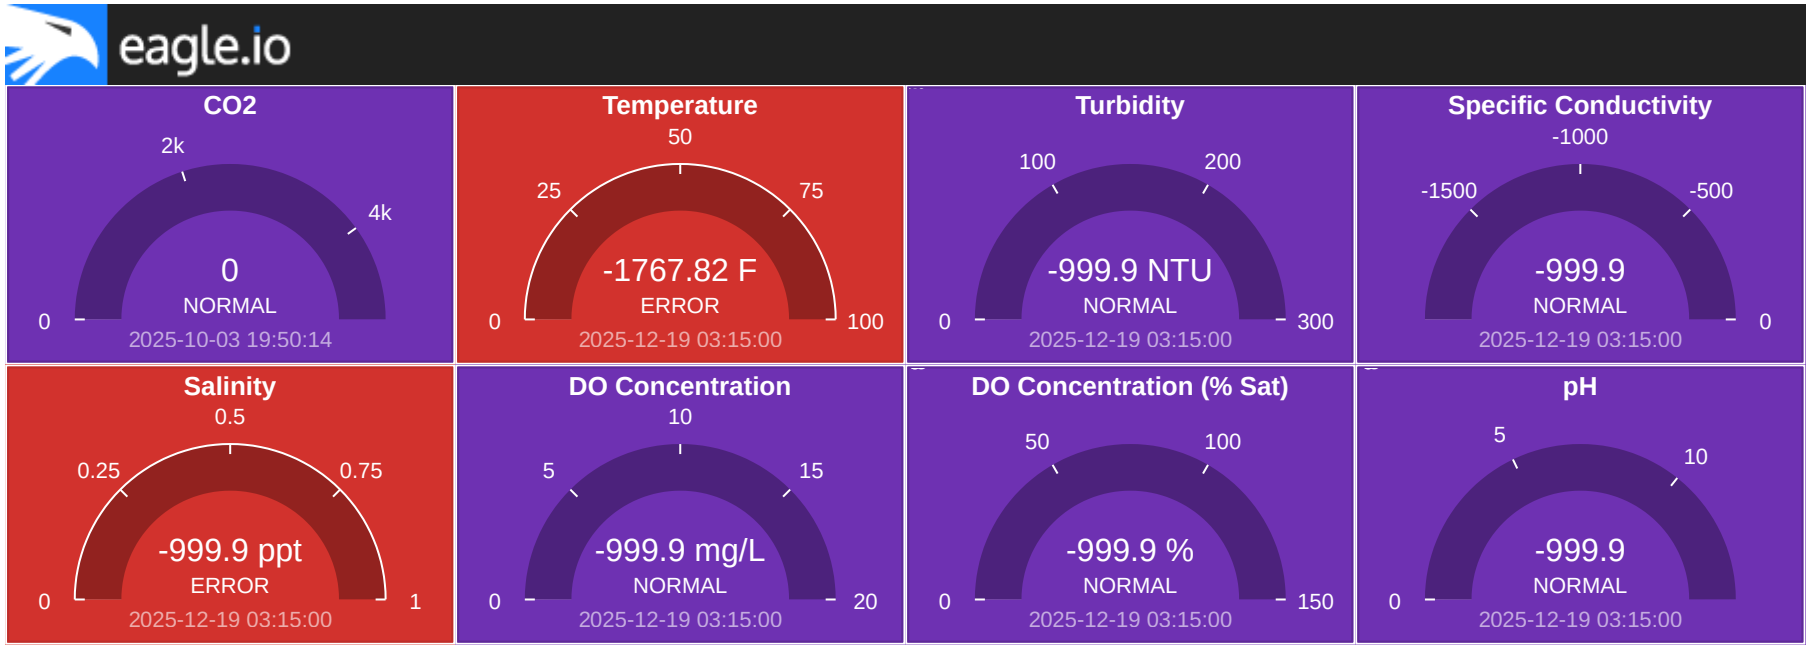 eagle.io
CO2
2k
4k
0
NORMAL
0
2025-10-03 19:50:14
Temperature
50
25
75
-1767.82 F
ERROR
0
100
2025-12-19 03:15:00
Turbidity
100
200
-999.9 NTU
NORMAL
0
300
2025-12-19 03:15:00
Specific Conductivity
-1000
-1500
-500
-999.9
NORMAL
0
2025-12-19 03:15:00
Salinity
0.5
0.25
0.75
-999.9 ppt
ERROR
0
1
2025-12-19 03:15:00
DO Concentration
10
5
15
-999.9 mg/L
NORMAL
0
20
2025-12-19 03:15:00
DO Concentration (% Sat)
50
100
-999.9 %
NORMAL
0
150
2025-12-19 03:15:00
pH
5
10
-999.9
NORMAL
0
2025-12-19 03:15:00